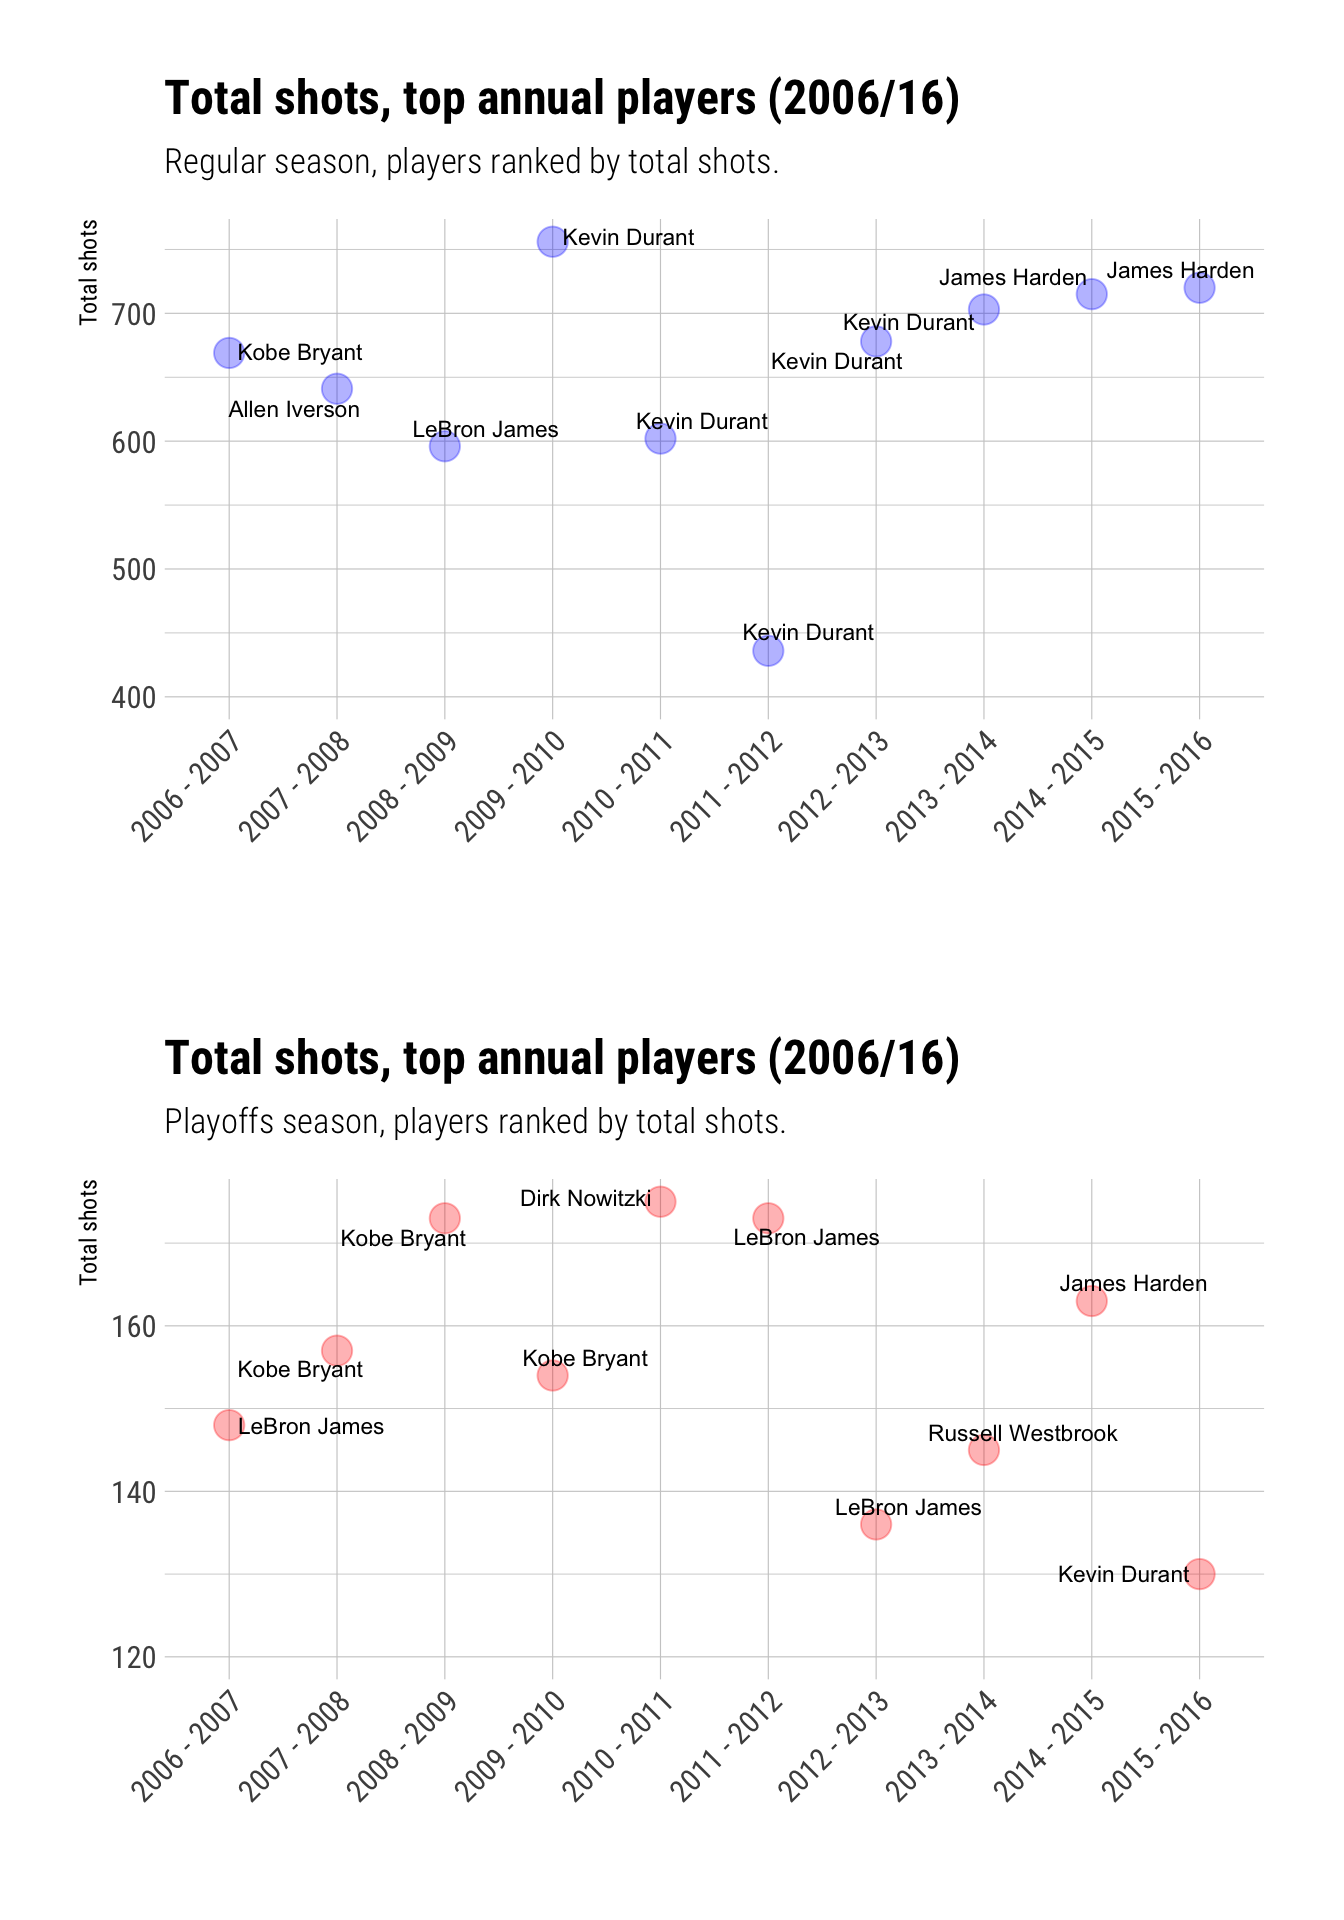 Total shots, top annual players (2006/16)
Regular season, players ranked by total shots.
Total shots
Kevin Durant
James Harden
James Harden
700
Kevin Durant
Kobe Bryant
Kevin Durant
Allen Iverson
Kevin Durant
LeBron James
600
500
Kevin Durant
400
2006 - 2007
2007 - 2008
2008 - 2009
2009 - 2010
2010 - 2011
2011 - 2012
2012 - 2013
2013 - 2014
2014 - 2015
2015 - 2016
Total shots, top annual players (2006/16)
Playoffs season, players ranked by total shots.
Total shots
Dirk Nowitzki
Kobe Bryant
LeBron James
James Harden
160
Kobe Bryant
Kobe Bryant
LeBron James
Russell Westbrook
140
LeBron James
Kevin Durant
120
2006 - 2007
2007 - 2008
2008 - 2009
2009 - 2010
2010 - 2011
2011 - 2012
2012 - 2013
2013 - 2014
2014 - 2015
2015 - 2016